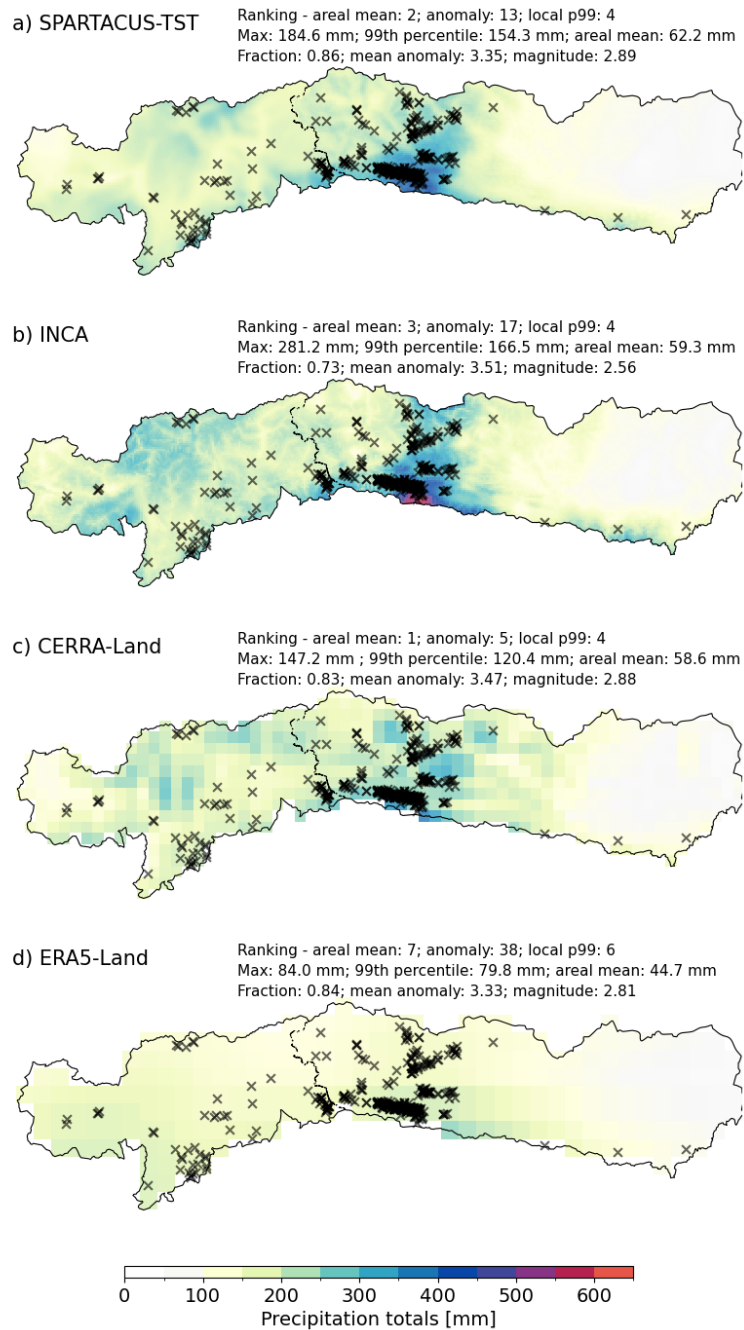 a) SPARTACUS-TST
Ranking - areal mean: 2; anomaly: 13; local p99: 4
Max: 184.6 mm; 99th percentile: 154.3 mm; areal mean: 62.2 mm
Fraction: 0.86; mean anomaly: 3.35; magnitude: 2.89
b) INCA
Ranking - areal mean: 3; anomaly: 17; local p99: 4
Max: 281.2 mm; 99th percentile: 166.5 mm; areal mean: 59.3 mm
Fraction: 0.73; mean anomaly: 3.51; magnitude: 2.56
c) CERRA-Land
Ranking - areal mean: 1; anomaly: 5; local p99: 4
Max: 147.2 mm ; 99th percentile: 120.4 mm; areal mean: 58.6 mm
Fraction: 0.83; mean anomaly: 3.47; magnitude: 2.88
d) ERA5-Land
Ranking - areal mean: 7; anomaly: 38; local p99: 6
Max: 84.0 mm; 99th percentile: 79.8 mm; areal mean: 44.7 mm
Fraction: 0.84; mean anomaly: 3.33; magnitude: 2.81
0 100 200 300 400 500 600
Precipitation totals [mm]